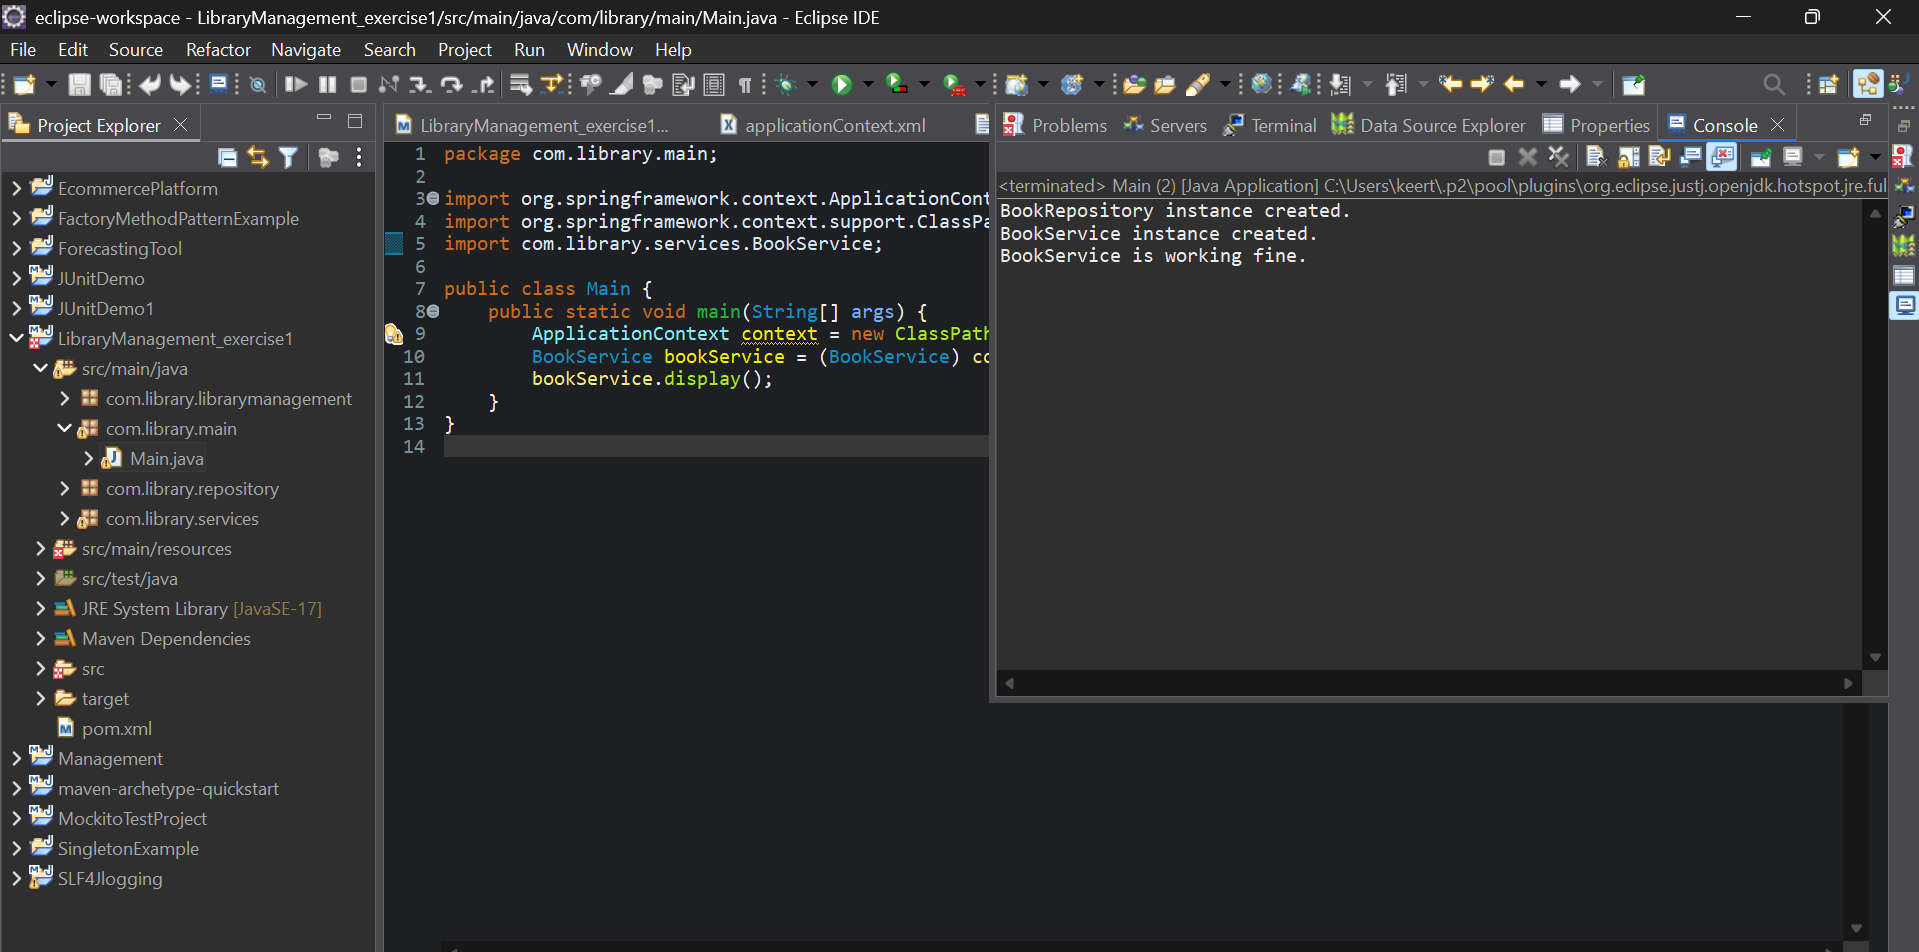 eclipse-workspace - LibraryManagement_exercise1/src/main/java/com/library/main/Main.java - Eclipse IDE
File Edit Source Refactor Navigate Search Project Run Window Help
Project Explorer
EcommercePlatform
FactoryMethodPatternExample
ForecastingTool
JUnitDemo
JUnitDemo1
LibraryManagement_exercise1
src/main/java
com.library.librarymanagement
com.library.main
Main.java
com.library.repository
com.library.services
src/main/resources
src/test/java
JRE System Library [JavaSE-17]
Maven Dependencies
src
target
pom.xml
Management
maven-archetype-quickstart
MockitoTestProject
SingletonExample
SLF4Jlogging
LibraryManagement_exercise1... applicationContext.xml
1 package com.library.main;
2
3 import org.springframework.context.ApplicationCont
4 import org.springframework.context.support.ClassPa
5 import com.library.services.BookService;
6
7 public class Main {
8 public static void main(String[] args) {
9 ApplicationContext context = new ClassPath
10 BookService bookService = (BookService) co
11 bookService.display();
12 }
13 }
14
Problems Servers Terminal Data Source Explorer Properties Console
<terminated> Main (2) [Java Application] C:\Users\keert\.p2\pool\plugins\org.eclipse.justj.openjdk.hotspot.jre.ful
BookRepository instance created.
BookService instance created.
BookService is working fine.